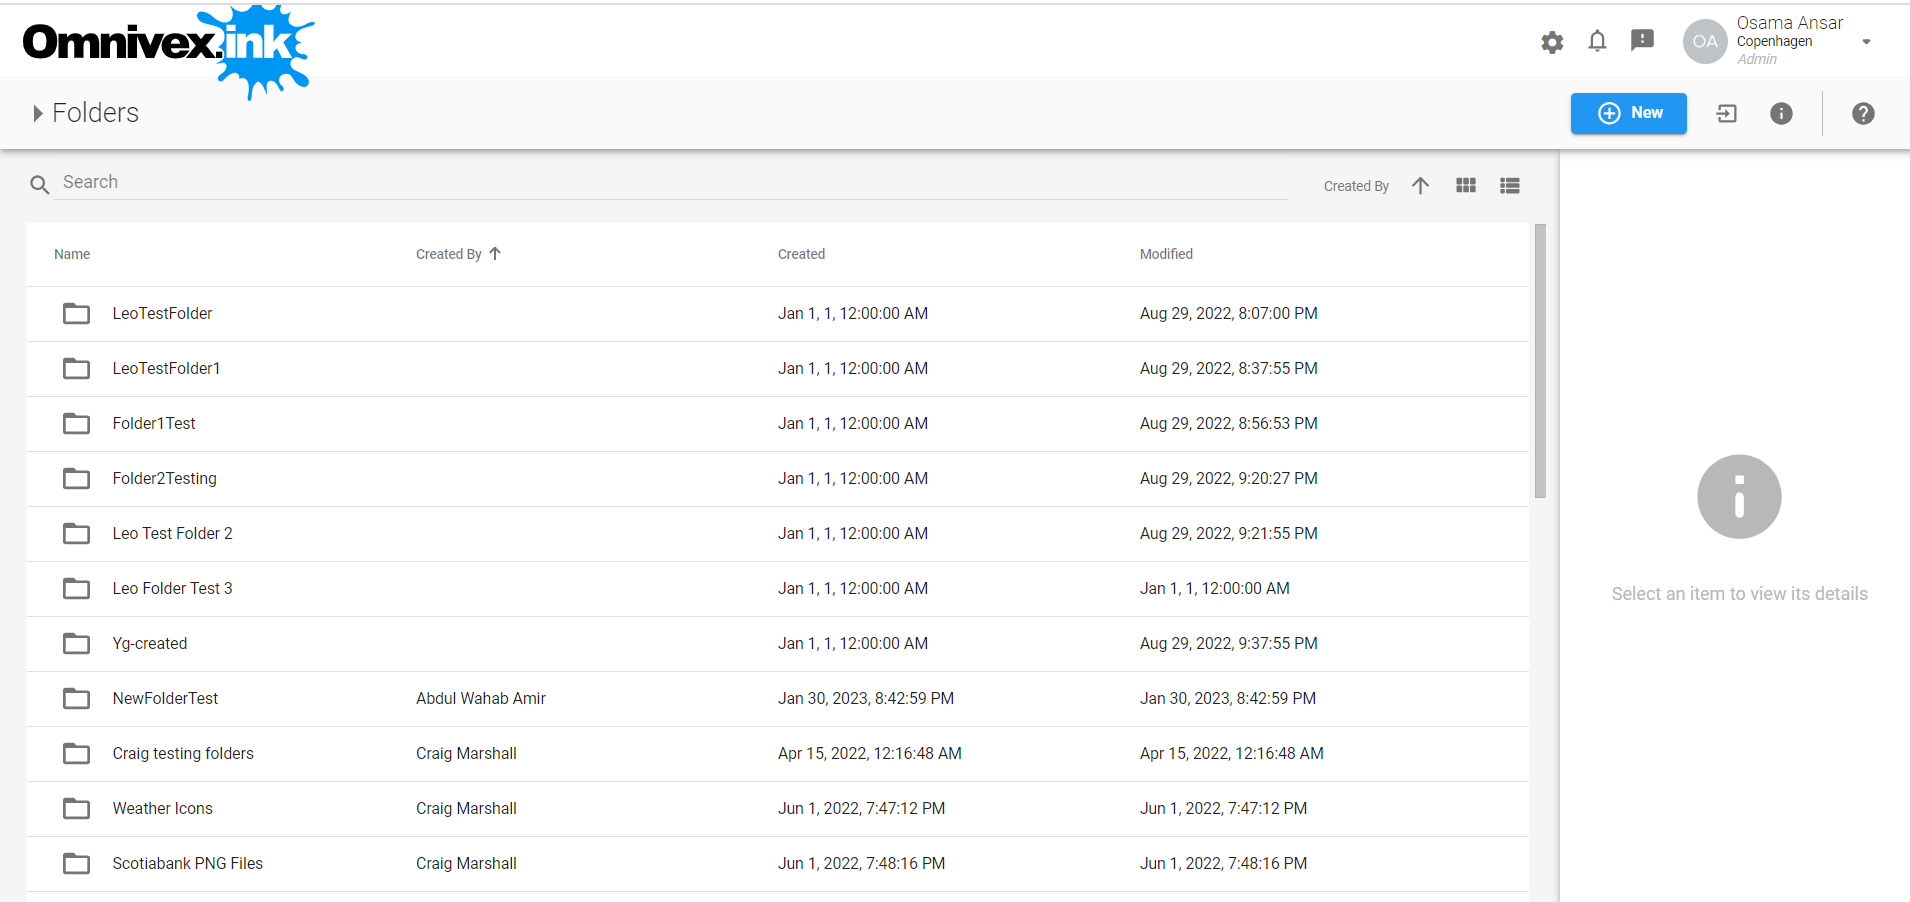 Omnivex.ink
Osama Ansar
Copenhagen
Admin
OA
Folders
New
Search
Created By
Name Created By Created Modified
LeoTestFolder Jan 1, 1, 12:00:00 AM Aug 29, 2022, 8:07:00 PM
LeoTestFolder1 Jan 1, 1, 12:00:00 AM Aug 29, 2022, 8:37:55 PM
Folder1Test Jan 1, 1, 12:00:00 AM Aug 29, 2022, 8:56:53 PM
Folder2Testing Jan 1, 1, 12:00:00 AM Aug 29, 2022, 9:20:27 PM
Leo Test Folder 2 Jan 1, 1, 12:00:00 AM Aug 29, 2022, 9:21:55 PM
Leo Folder Test 3 Jan 1, 1, 12:00:00 AM Jan 1, 1, 12:00:00 AM
Yg-created Jan 1, 1, 12:00:00 AM Aug 29, 2022, 9:37:55 PM
NewFolderTest Abdul Wahab Amir Jan 30, 2023, 8:42:59 PM Jan 30, 2023, 8:42:59 PM
Craig testing folders Craig Marshall Apr 15, 2022, 12:16:48 AM Apr 15, 2022, 12:16:48 AM
Weather Icons Craig Marshall Jun 1, 2022, 7:47:12 PM Jun 1, 2022, 7:47:12 PM
Scotiabank PNG Files Craig Marshall Jun 1, 2022, 7:48:16 PM Jun 1, 2022, 7:48:16 PM
Select an item to view its details